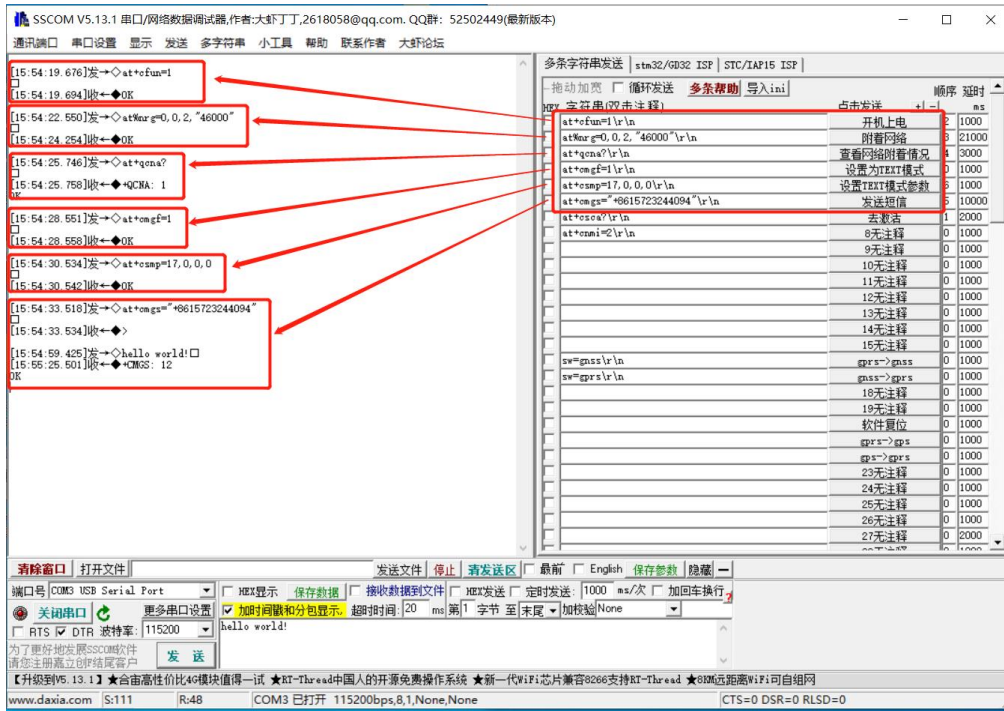 SSCOM V5.13.1 串口/网络数据调试器,作者:大虾丁丁,2618058@qq.com. QQ群: 52502449(最新版本)
通讯端口 串口设置 显示 发送 多字符串 小工具 帮助 联系作者 大虾论坛
[15:54:19.676]发→◇at+cfun=1
□
[15:54:19.694]收←◆OK
[15:54:22.550]发→◇at%nrg=0,0,2,"46000"
□
[15:54:24.254]收←◆OK
[15:54:25.746]发→◇at+qcna?
□
[15:54:25.758]收←◆+QCNA: 1
OK
[15:54:28.551]发→◇at+cmgf=1
□
[15:54:28.558]收←◆OK
[15:54:30.534]发→◇at+csmp=17,0,0,0
□
[15:54:30.542]收←◆OK
[15:54:33.518]发→◇at+cmgs="+8615723244094"
□
[15:54:33.534]收←◆>
[15:54:59.425]发→◇hello world!□
[15:55:25.501]收←◆+CMGS: 12
OK
多条字符串发送 stm32/GD32 ISP STC/IAP15 ISP
拖动加宽 循环发送 多条帮助 导入ini 顺序 延时
HEX 字符串(双击注释) 点击发送 +| -| ms
at+cfun=1\r\n 开机上电 2 1000
at%nrg=0,0,2,"46000"\r\n 附着网络 3 21000
at+qcna?\r\n 查看网络附着情况 4 3000
at+cmgf=1\r\n 设置为TEXT模式 0 1000
at+csmp=17,0,0,0\r\n 设置TEXT模式参数 6 1000
at+cmgs="+8615723244094"\r\n 发送短信 5 10000
at+csca?\r\n 去激活 1 2000
at+cnmi=2\r\n 8无注释 0 1000
9无注释 0 1000
10无注释 0 1000
11无注释 0 1000
12无注释 0 1000
13无注释 0 1000
14无注释 0 1000
15无注释 0 1000
sw=gnss\r\n gprs->gnss 0 1000
sw=gprs\r\n gnss->gprs 0 1000
18无注释 0 1000
19无注释 0 1000
软件复位 0 1000
gprs->gps 0 1000
gps->gprs 0 1000
23无注释 0 1000
24无注释 0 1000
25无注释 0 1000
26无注释 0 1000
27无注释 0 2000
清除窗口 打开文件 发送文件 停止 清发送区 最前 English 保存参数 隐藏 —
端口号 COM3 USB Serial Port HEX显示 保存数据 接收数据到文件 HEX发送 定时发送: 1000 ms/次 加回车换行
关闭串口 更多串口设置 加时间戳和分包显示, 超时时间: 20 ms 第 1 字节 至 末尾 加校验 None
RTS DTR 波特率: 115200 hello world!
为了更好地发展SSCOM软件
请您注册嘉立创F结尾客户 发 送
【升级到V5.13.1】★合宙高性价比4G模块值得一试 ★RT-Thread中国人的开源免费操作系统 ★新一代WiFi芯片兼容8266支持RT-Thread ★8KM远距离WiFi可自组网
www.daxia.com S:111 R:48 COM3 已打开 115200bps,8,1,None,None CTS=0 DSR=0 RLSD=0